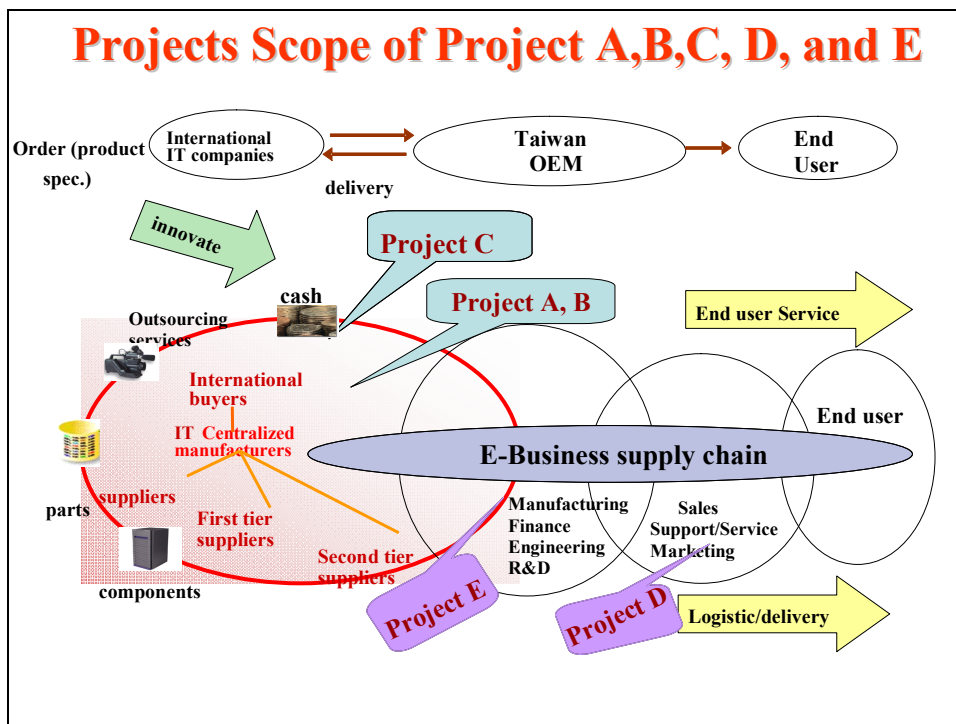 Projects Scope of Project A,B,C, D, and E
Order (product
spec.)
International
IT companies
Taiwan
OEM
End
User
delivery
innovate
Project C
cash
Project A, B
End user Service
Outsourcing
services
International
buyers
IT Centralized
manufacturers
End user
E-Business supply chain
suppliers
parts
First tier
suppliers
Second tier
suppliers
components
Manufacturing
Finance
Engineering
R&D
Sales
Support/Service
Marketing
Project E
Project D
Logistic/delivery